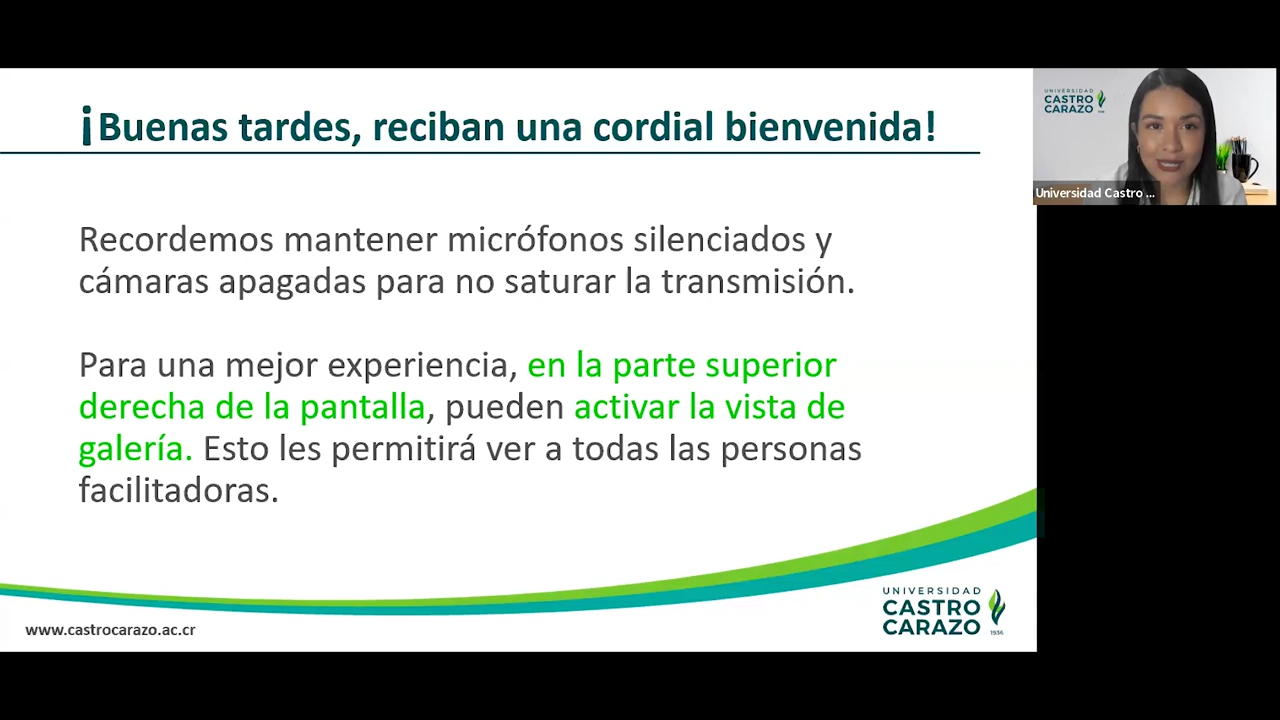 ¡Buenas tardes, reciban una cordial bienvenida!
Recordemos mantener micrófonos silenciados y
cámaras apagadas para no saturar la transmisión.
Para una mejor experiencia, en la parte superior
derecha de la pantalla, pueden activar la vista de
galería. Esto les permitirá ver a todas las personas
facilitadoras.
www.castrocarazo.ac.cr
UNIVERSIDAD
CASTRO
CARAZO
1936
UNIVERSIDAD
CASTRO
CARAZO
Universidad Castro ...